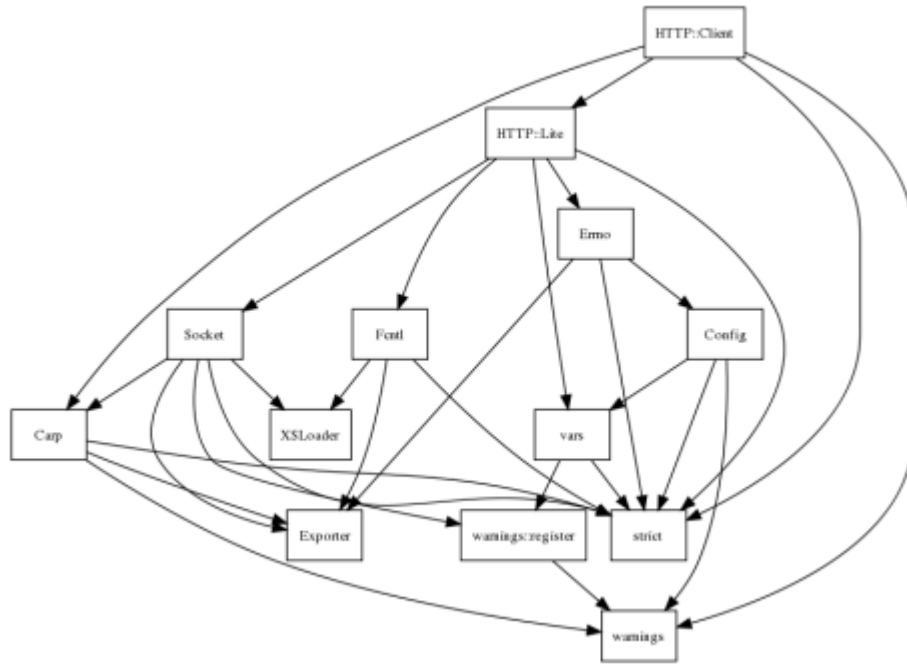 HTTP::Client
HTTP::Lite
Errno
Socket
Fcntl
Config
Carp
XSLoader
vars
Exporter
warnings::register
strict
warnings